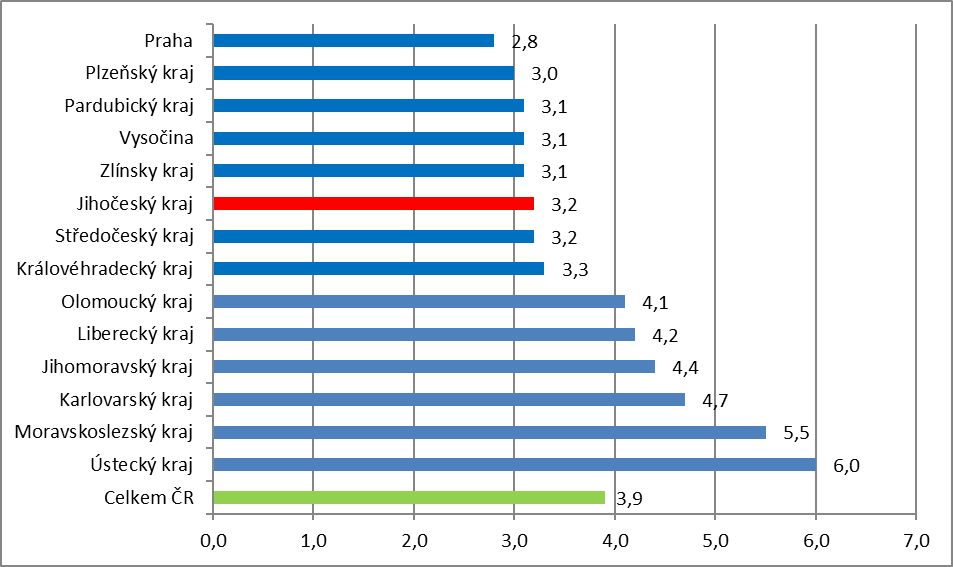 Praha 2,8
Plzeňský kraj 3,0
Pardubický kraj 3,1
Vysočina 3,1
Zlínsky kraj 3,1
Jihočeský kraj 3,2
Středočeský kraj 3,2
Královéhradecký kraj 3,3
Olomoucký kraj 4,1
Liberecký kraj 4,2
Jihomoravský kraj 4,4
Karlovarský kraj 4,7
Moravskoslezský kraj 5,5
Ústecký kraj 6,0
Celkem ČR 3,9
0,0 1,0 2,0 3,0 4,0 5,0 6,0 7,0